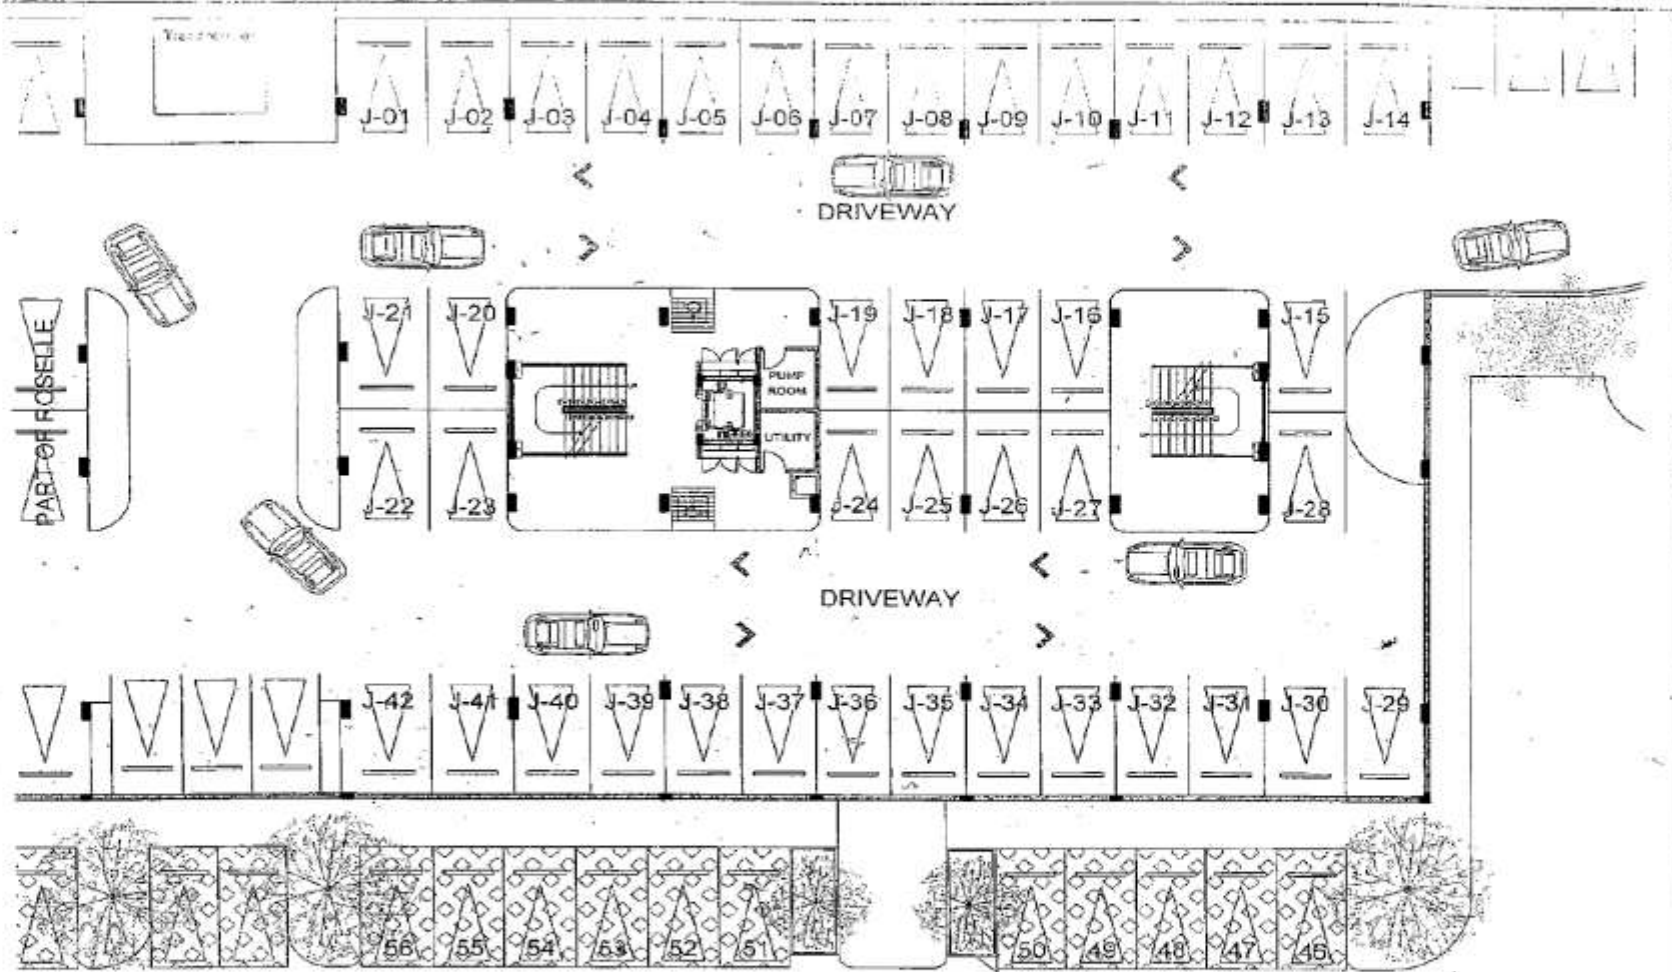 Transformer
J-01 J-02 J-03 J-04 J-05 J-06 J-07 J-08 J-09 J-10 J-11 J-12 J-13 J-14
DRIVEWAY
PART OF ROSELLE
J-21 J-20 J-19 J-18 J-17 J-16 J-15
PUMP
ROOM
UTILITY
J-22 J-23 J-24 J-25 J-26 J-27 J-28
DRIVEWAY
J-42 J-41 J-40 J-39 J-38 J-37 J-36 J-35 J-34 J-33 J-32 J-31 J-30 J-29
56 55 54 53 52 51 50 49 48 47 46